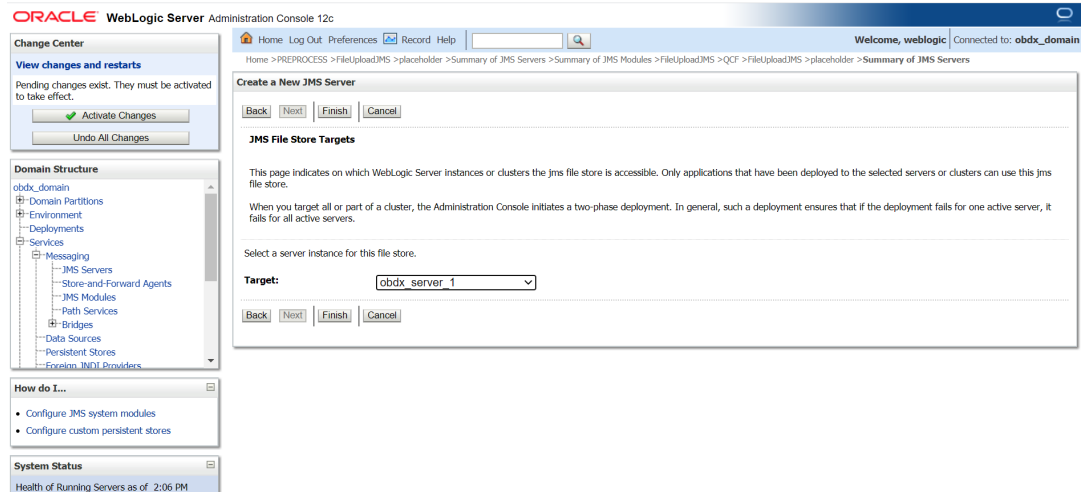 ORACLE WebLogic Server Administration Console 12c
Change Center
View changes and restarts
Pending changes exist. They must be activated
to take effect.
Activate Changes
Undo All Changes
Domain Structure
obdx_domain
Domain Partitions
Environment
Deployments
Services
Messaging
JMS Servers
Store-and-Forward Agents
JMS Modules
Path Services
Bridges
Data Sources
Persistent Stores
Foreign JNDI Providers
How do I...
Configure JMS system modules
Configure custom persistent stores
System Status
Health of Running Servers as of 2:06 PM
Home Log Out Preferences Record Help
Welcome, weblogic Connected to: obdx_domain
Home >PREPROCESS >FileUploadJMS >placeholder >Summary of JMS Servers >Summary of JMS Modules >FileUploadJMS >QCF >FileUploadJMS >placeholder >Summary of JMS Servers
Create a New JMS Server
Back Next Finish Cancel
JMS File Store Targets
This page indicates on which WebLogic Server instances or clusters the jms file store is accessible. Only applications that have been deployed to the selected servers or clusters can use this jms
file store.
When you target all or part of a cluster, the Administration Console initiates a two-phase deployment. In general, such a deployment ensures that if the deployment fails for one active server, it
fails for all active servers.
Select a server instance for this file store.
Target: obdx_server_1
Back Next Finish Cancel